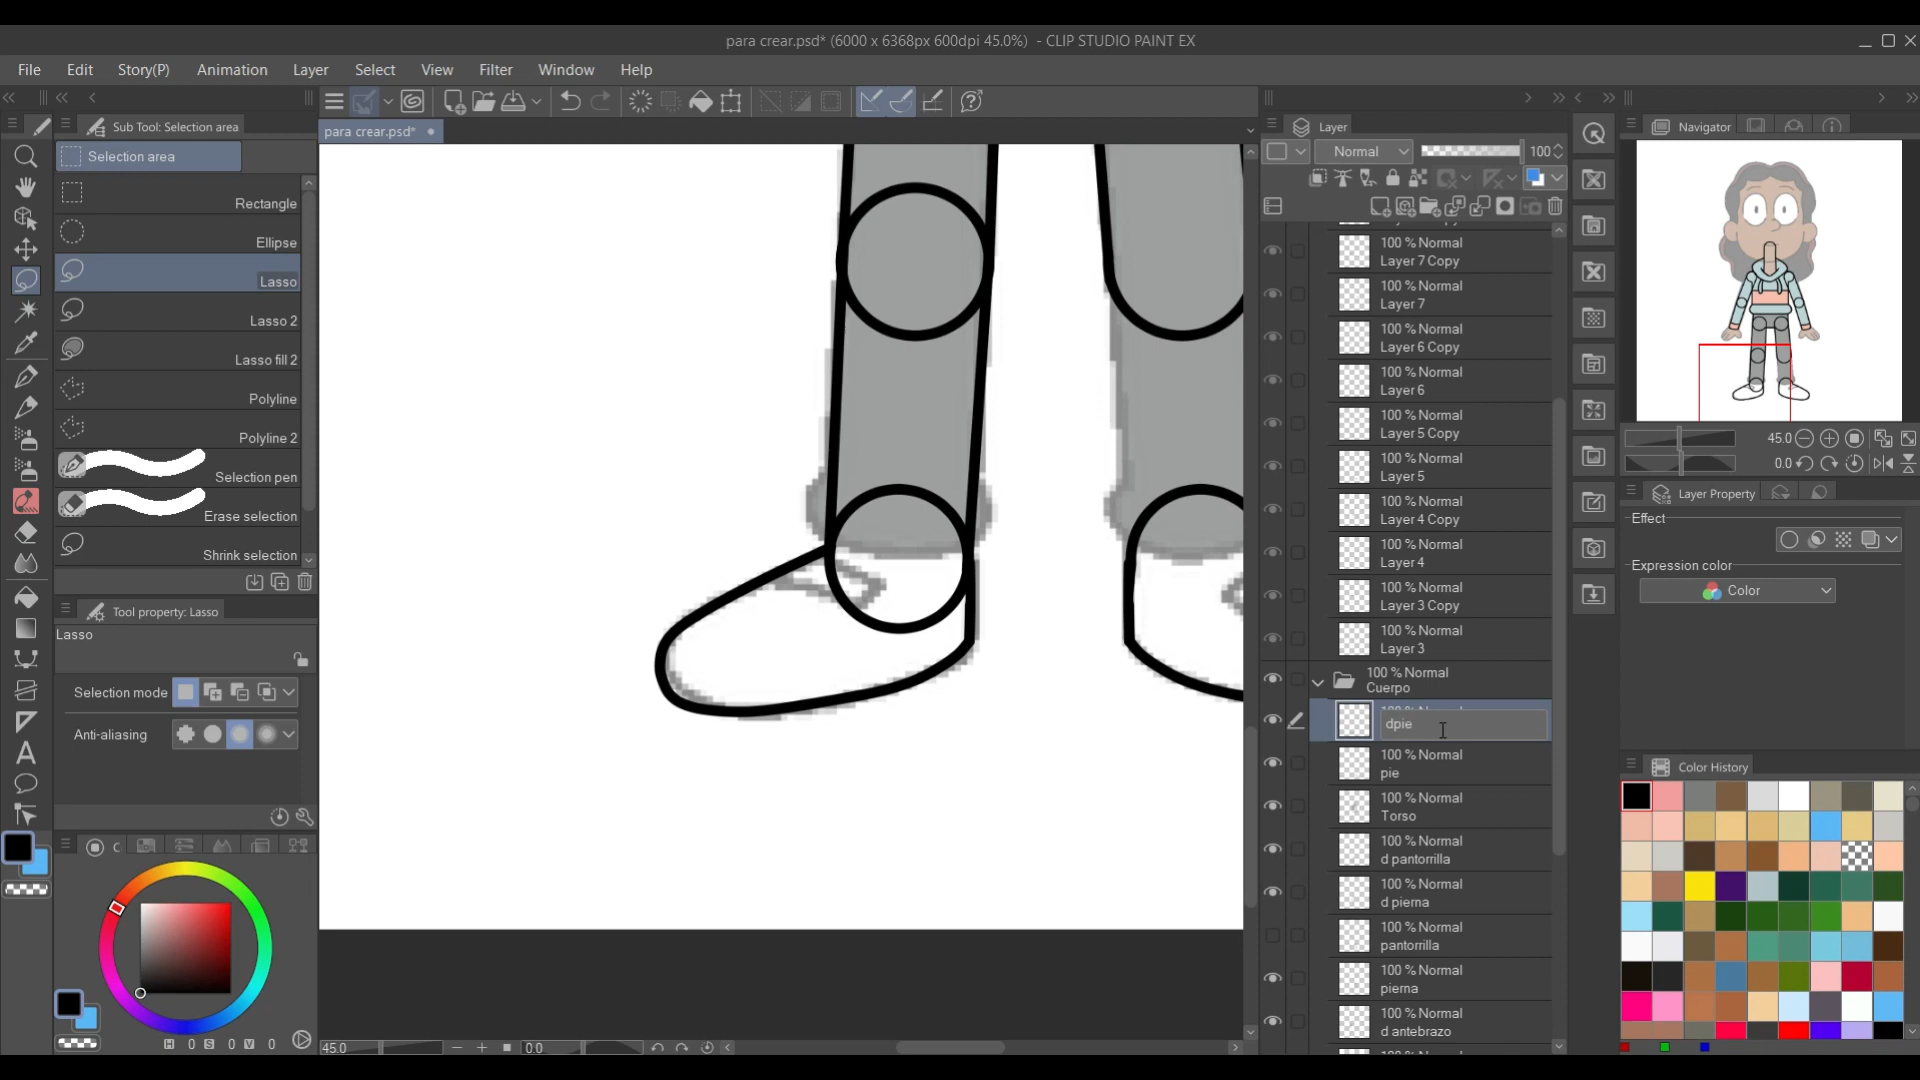 para crear.psd* (6000 x 6368px 600dpi 45.0%) - CLIP STUDIO PAINT EX
File Edit Story(P) Animation Layer Select View Filter Window Help
Sub Tool: Selection area
para crear.psd*
Layer
Navigator
Selection area
Normal
100
Rectangle
Ellipse
Lasso
Lasso 2
Lasso fill 2
Polyline
Polyline 2
Selection pen
Erase selection
Shrink selection
Tool property: Lasso
Lasso
Selection mode
Anti-aliasing
C
H 0 S 0 V 0
45.0
0.0
100 % Normal
Layer 7 Copy
100 % Normal
Layer 7
100 % Normal
Layer 6 Copy
100 % Normal
Layer 6
100 % Normal
Layer 5 Copy
100 % Normal
Layer 5
100 % Normal
Layer 4 Copy
100 % Normal
Layer 4
100 % Normal
Layer 3 Copy
100 % Normal
Layer 3
100 % Normal
Cuerpo
dpie
100 % Normal
pie
100 % Normal
Torso
100 % Normal
d pantorrilla
100 % Normal
d pierna
100 % Normal
pantorrilla
100 % Normal
pierna
100 % Normal
d antebrazo
45.0
0.0
Layer Property
Effect
Expression color
Color
Color History